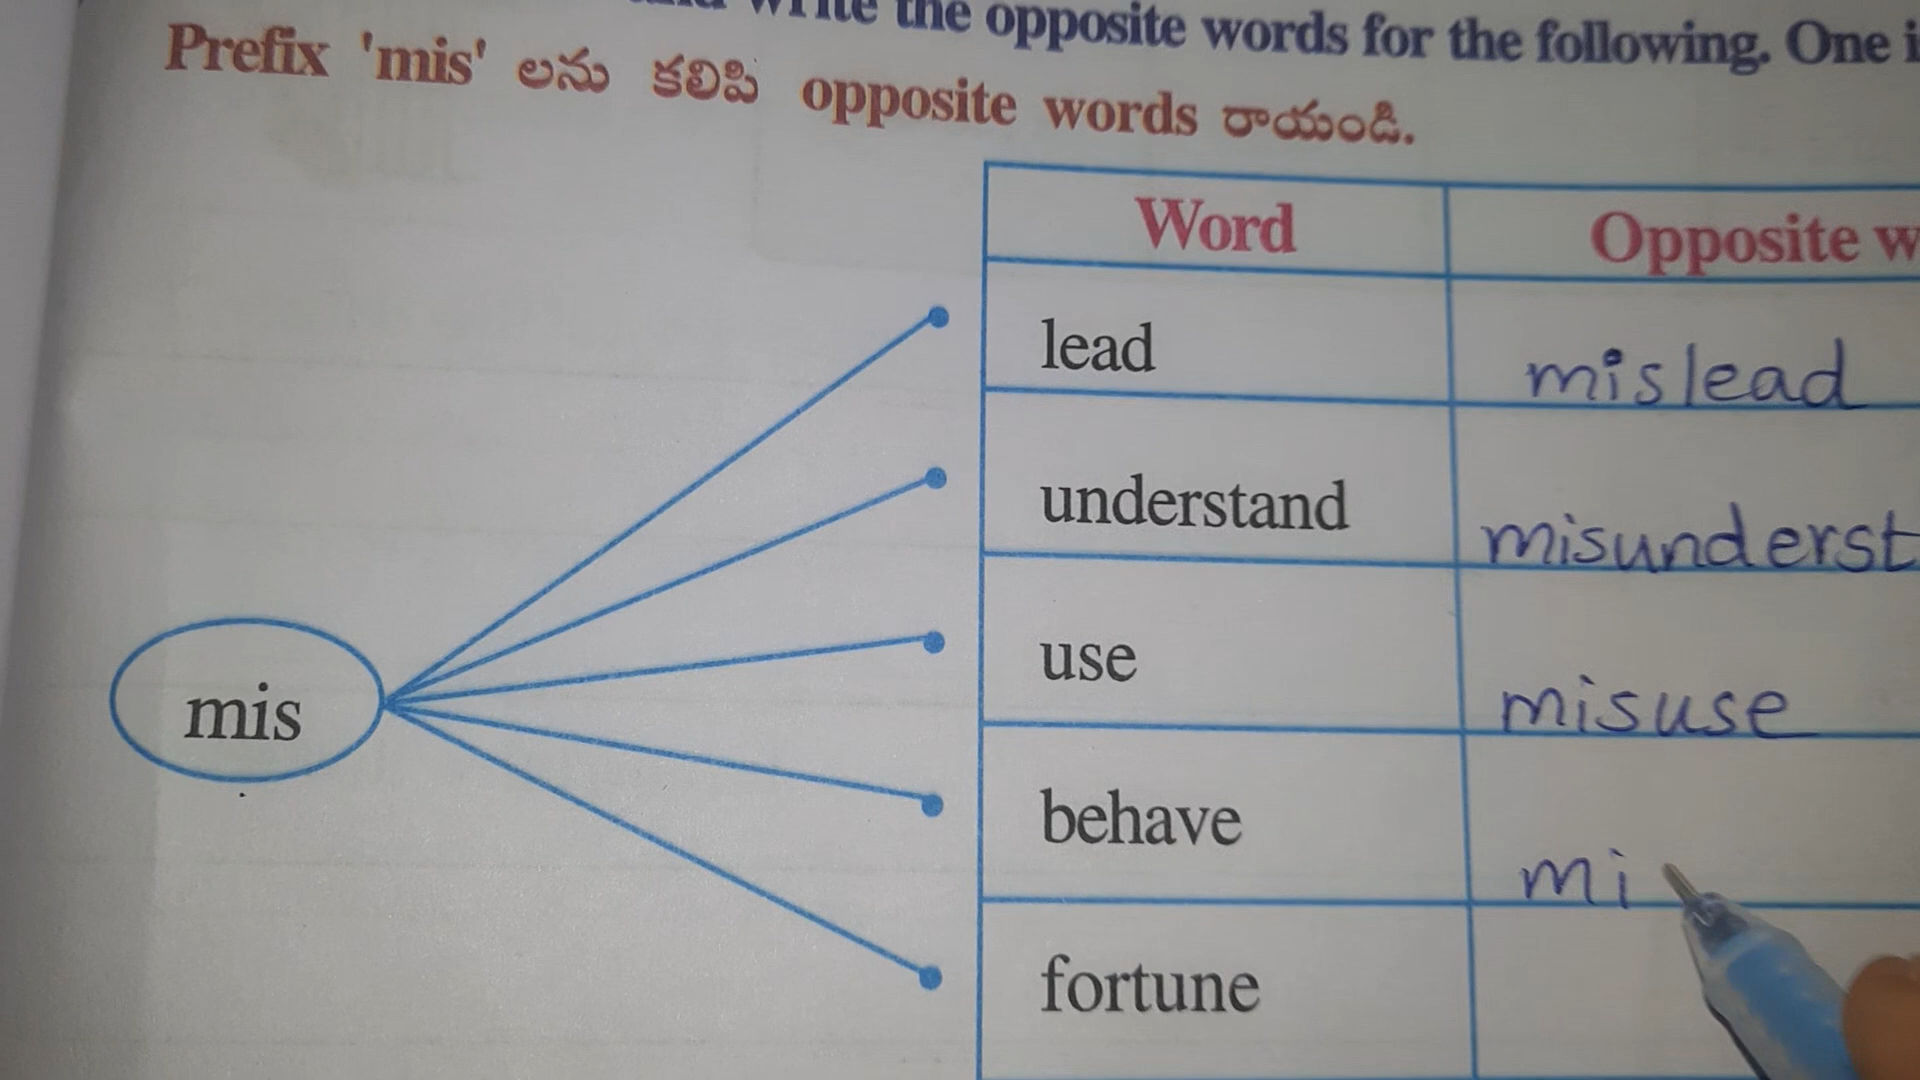 write the opposite words for the following. One
Prefix 'mis' లను కలిపి opposite words రాయండి.
Word Opposite
lead mislead
understand misunderst
use misuse
mis
behave mi
fortune